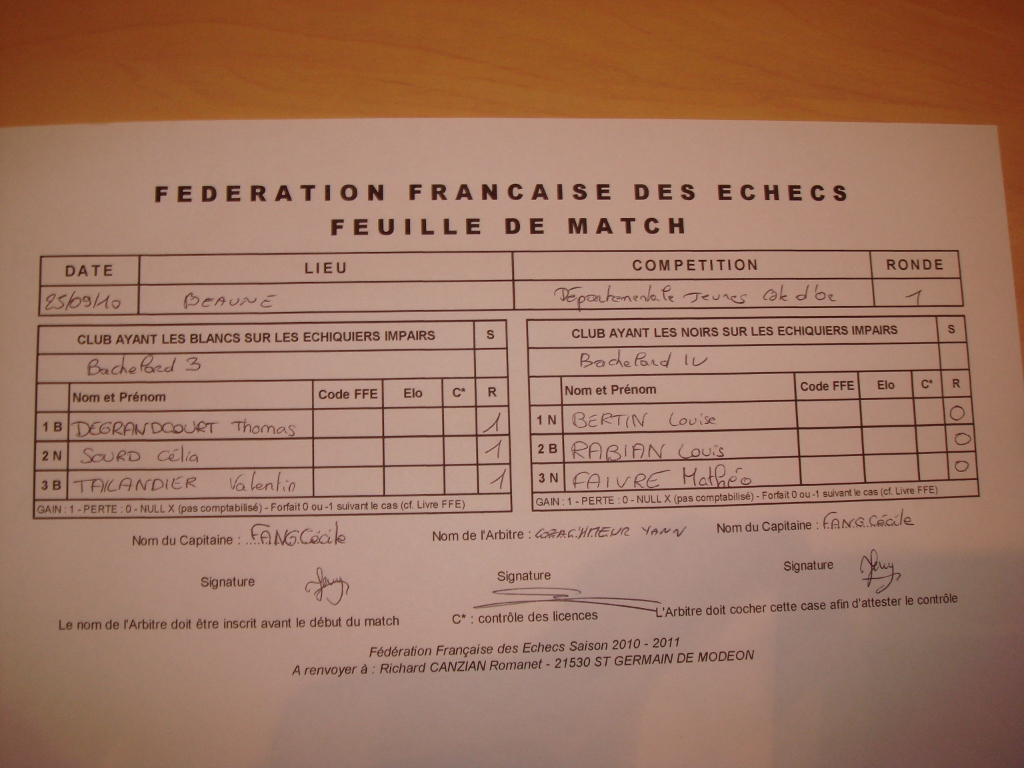 FEDERATION FRANCAISE DES ECHECS
FEUILLE DE MATCH
DATE LIEU COMPETITION RONDE
25/09/10 BEAUNE Départementale Jeunes Côte d'or 1
CLUB AYANT LES BLANCS SUR LES ECHIQUIERS IMPAIRS S CLUB AYANT LES NOIRS SUR LES ECHIQUIERS IMPAIRS S
Bachelard 3 Bachelard IV
Nom et Prénom Code FFE Elo C* R Nom et Prénom Code FFE Elo C* R
1 B DEGRANDCOURT Thomas 1 1 N BERTIN Louise 0
2 N SOURD Célia 1 2 B RABIAN Louis 0
3 B TAILANDIER Valentin 1 3 N FAIVRE Mathéo 0
GAIN : 1 - PERTE : 0 - NULL X (pas comptabilisé) - Forfait 0 ou -1 suivant le cas (cf. Livre FFE) GAIN : 1 - PERTE : 0 - NULL X (pas comptabilisé) - Forfait 0 ou -1 suivant le cas (cf. Livre FFE)
Nom du Capitaine : FANG Cécile Nom de l'Arbitre : YANN Nom du Capitaine : FANG Cécile
Signature Signature Signature
Le nom de l'Arbitre doit être inscrit avant le début du match C* : contrôle des licences L'Arbitre doit cocher cette case afin d'attester le contrôle
Fédération Française des Echecs Saison 2010 - 2011
A renvoyer à : Richard CANZIAN Romanet - 21530 ST GERMAIN DE MODEON